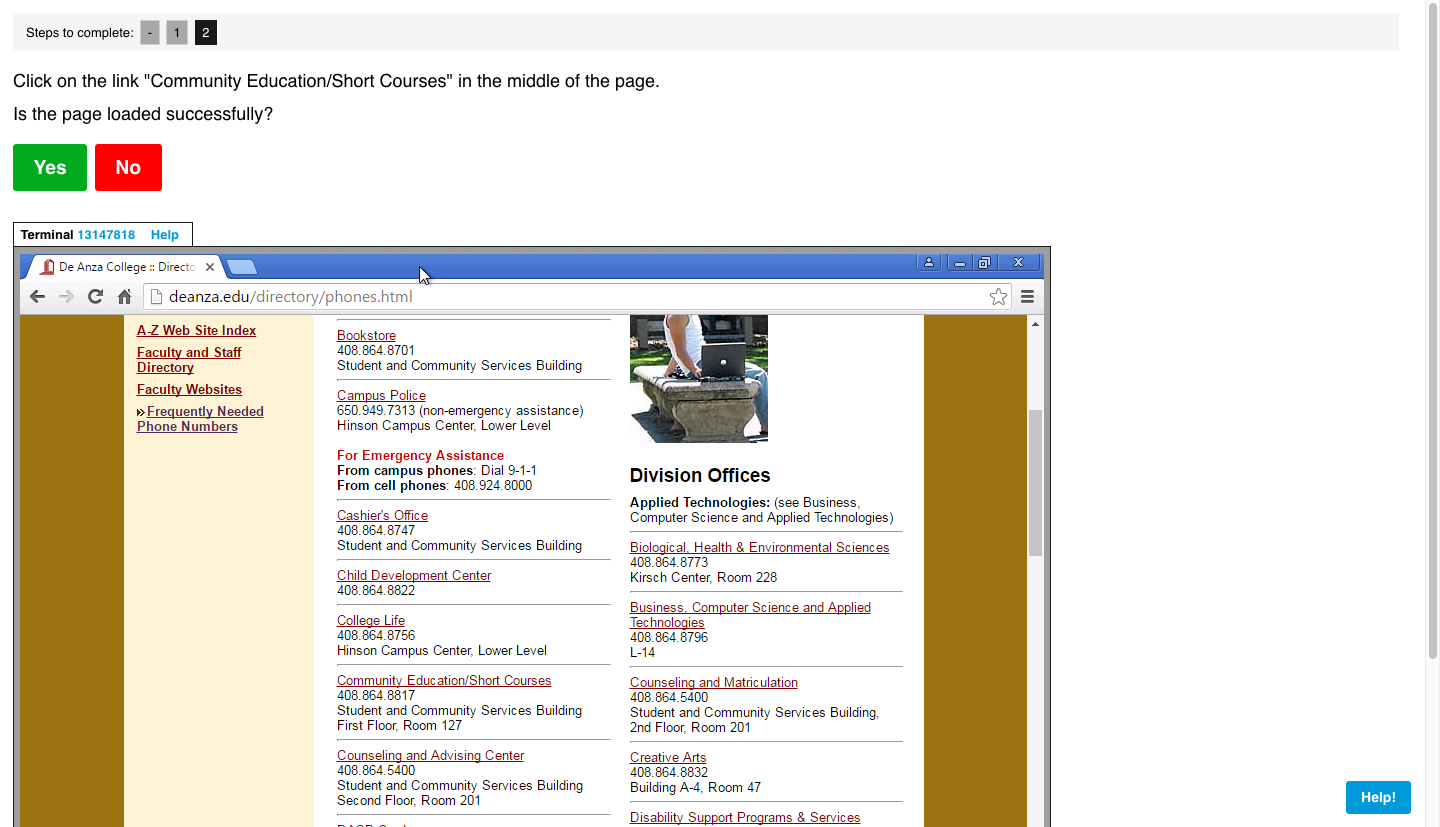 Steps to complete: - 1 2
Click on the link "Community Education/Short Courses" in the middle of the page.
Is the page loaded successfully?
Yes No
Terminal 13147818 Help
De Anza College :: Directo
deanza.edu/directory/phones.html
A-Z Web Site Index
Faculty and Staff
Directory
Faculty Websites
Frequently Needed
Phone Numbers
Bookstore
408.864.8701
Student and Community Services Building
Campus Police
650.949.7313 (non-emergency assistance)
Hinson Campus Center, Lower Level
For Emergency Assistance
From campus phones: Dial 9-1-1
From cell phones: 408.924.8000
Cashier's Office
408.864.8747
Student and Community Services Building
Child Development Center
408.864.8822
College Life
408.864.8756
Hinson Campus Center, Lower Level
Community Education/Short Courses
408.864.8817
Student and Community Services Building
First Floor, Room 127
Counseling and Advising Center
408.864.5400
Student and Community Services Building
Second Floor, Room 201
Division Offices
Applied Technologies: (see Business,
Computer Science and Applied Technologies)
Biological, Health & Environmental Sciences
408.864.8773
Kirsch Center, Room 228
Business, Computer Science and Applied
Technologies
408.864.8796
L-14
Counseling and Matriculation
408.864.5400
Student and Community Services Building,
2nd Floor, Room 201
Creative Arts
408.864.8832
Building A-4, Room 47
Disability Support Programs & Services
Help!